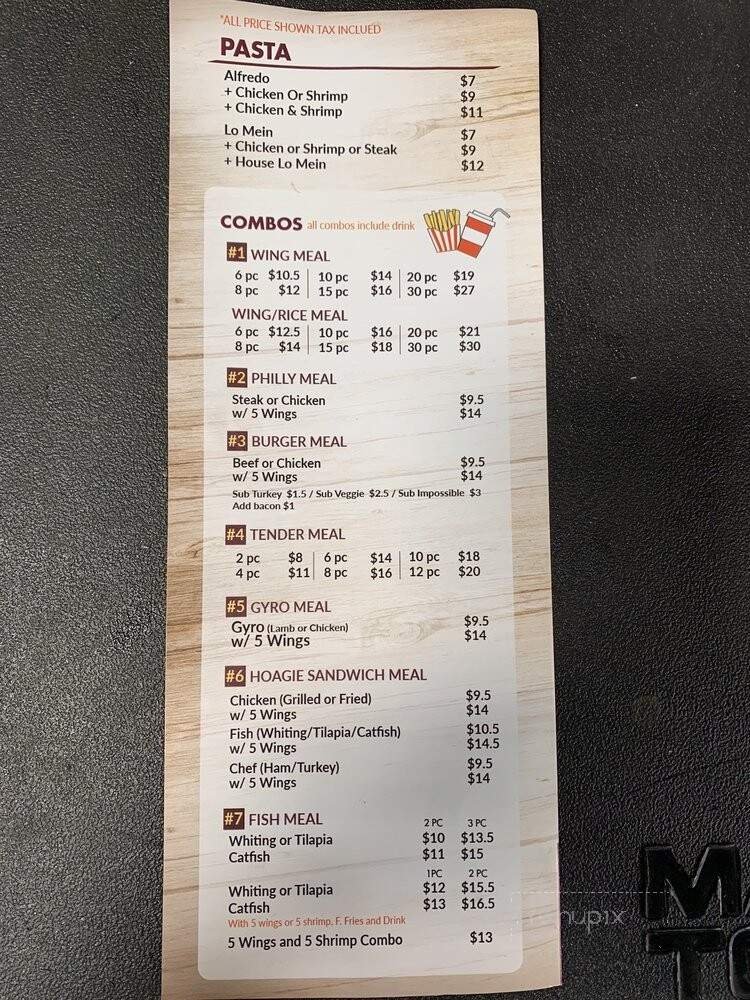 *ALL PRICE SHOWN TAX INCLUED
PASTA
Alfredo $7
+ Chicken Or Shrimp $9
+ Chicken & Shrimp $11
Lo Mein $7
+ Chicken or Shrimp or Steak $9
+ House Lo Mein $12
COMBOS all combos include drink
#1 WING MEAL
6 pc $10.5 10 pc $14 20 pc $19
8 pc $12 15 pc $16 30 pc $27
WING/RICE MEAL
6 pc $12.5 10 pc $16 20 pc $21
8 pc $14 15 pc $18 30 pc $30
#2 PHILLY MEAL
Steak or Chicken $9.5
w/ 5 Wings $14
#3 BURGER MEAL
Beef or Chicken $9.5
w/ 5 Wings $14
Sub Turkey $1.5 / Sub Veggie $2.5 / Sub Impossible $3
Add bacon $1
#4 TENDER MEAL
2 pc $8 6 pc $14 10 pc $18
4 pc $11 8 pc $16 12 pc $20
#5 GYRO MEAL
Gyro (Lamb or Chicken) $9.5
w/ 5 Wings $14
#6 HOAGIE SANDWICH MEAL
Chicken (Grilled or Fried) $9.5
w/ 5 Wings $14
Fish (Whiting/Tilapia/Catfish) $10.5
w/ 5 Wings $14.5
Chef (Ham/Turkey) $9.5
w/ 5 Wings $14
#7 FISH MEAL 2 PC 3 PC
Whiting or Tilapia $10 $13.5
Catfish $11 $15
1PC 2 PC
Whiting or Tilapia $12 $15.5
Catfish $13 $16.5
With 5 wings or 5 shrimp, F. Fries and Drink
5 Wings and 5 Shrimp Combo $13